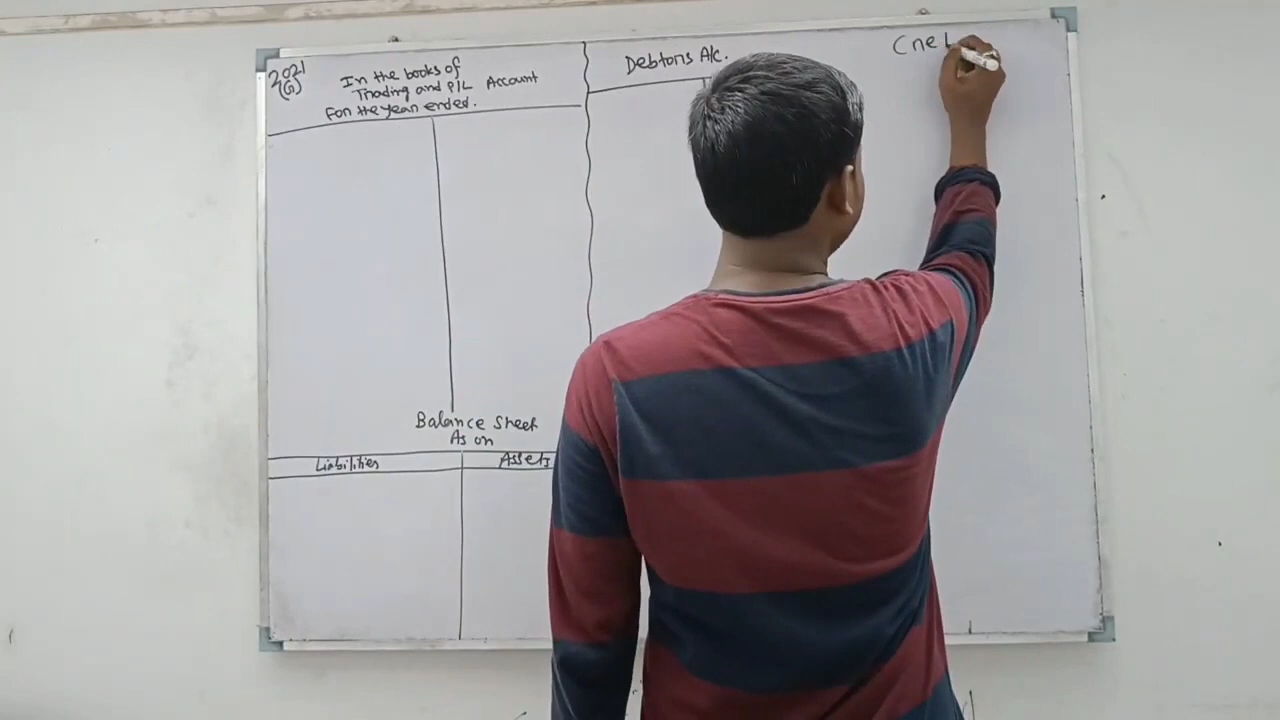 2021
(G)
In the books of
Trading and P/L Account
For the year ended.
Debtors A/c.
Cre
Balance Sheet
As on
Liabilities
Assets